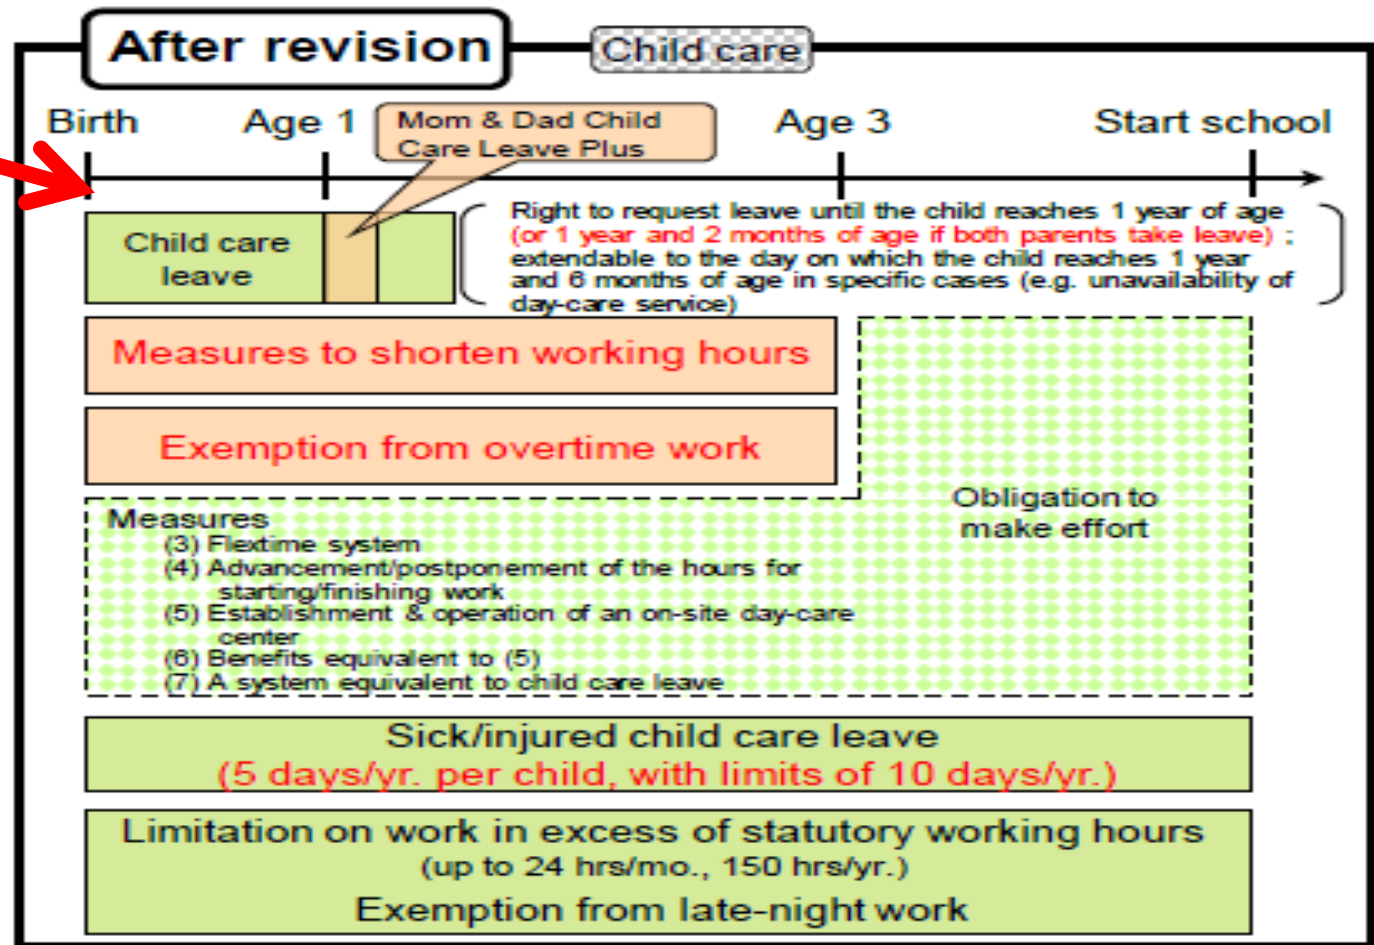 After revision
Child care
Birth
Age 1
Mom & Dad Child
Care Leave Plus
Age 3
Start school
Child care
leave
Right to request leave until the child reaches 1 year of age
(or 1 year and 2 months of age if both parents take leave) ;
extendable to the day on which the child reaches 1 year
and 6 months of age in specific cases (e.g. unavailability of
day-care service)
Measures to shorten working hours
Exemption from overtime work
Obligation to
make effort
Measures
(3) Flextime system
(4) Advancement/postponement of the hours for
starting/finishing work
(5) Establishment & operation of an on-site day-care
center
(6) Benefits equivalent to (5)
(7) A system equivalent to child care leave
Sick/injured child care leave
(5 days/yr. per child, with limits of 10 days/yr.)
Limitation on work in excess of statutory working hours
(up to 24 hrs/mo., 150 hrs/yr.)
Exemption from late-night work